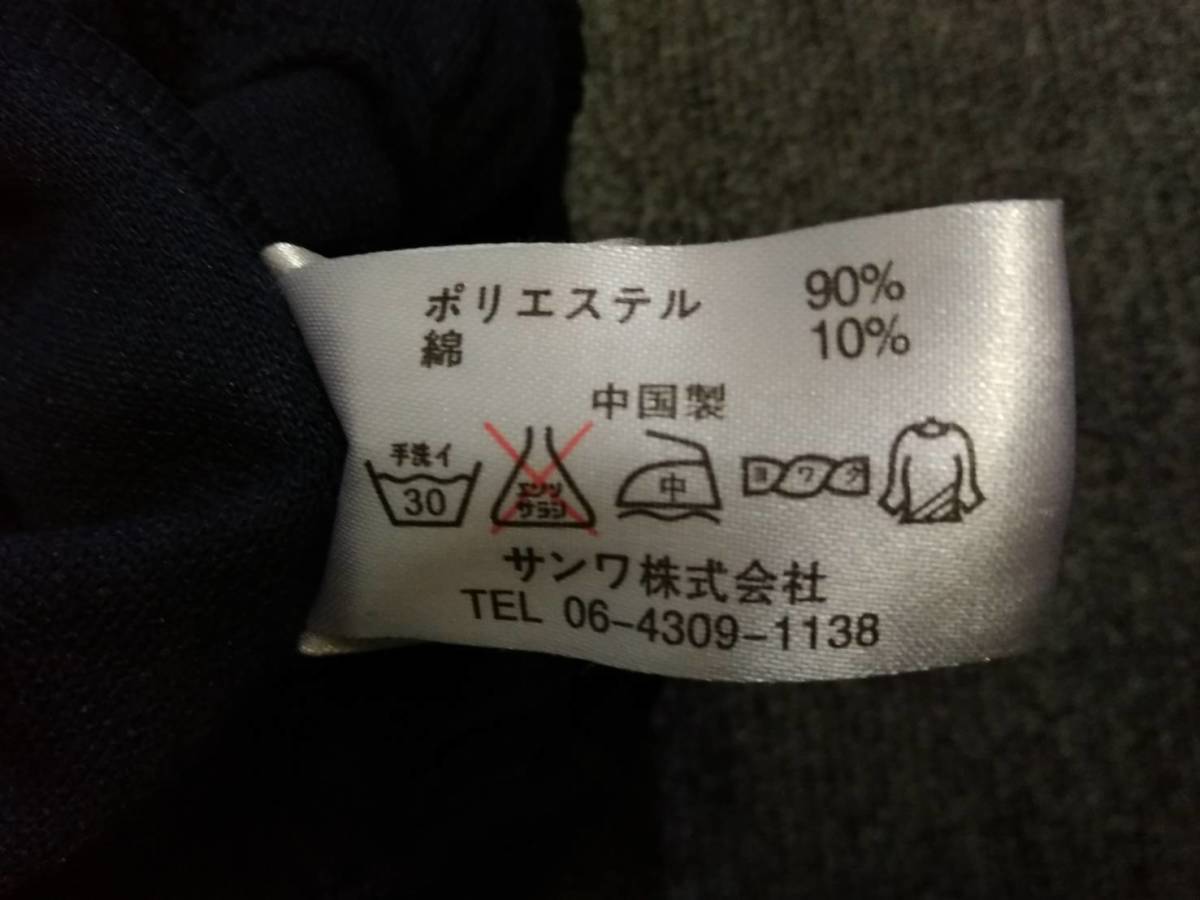 ポリエステル 90%
綿 10%
中国製
手洗イ 30 エンソ サラシ 中 ヨワク
サンワ株式会社
TEL 06-4309-1138